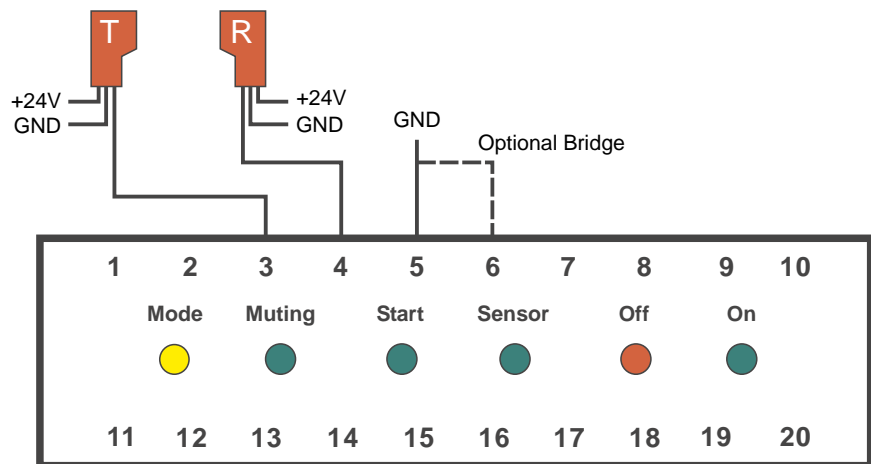 T R
+24V +24V
GND GND GND
Optional Bridge
1 2 3 4 5 6 7 8 9 10
Mode Muting Start Sensor Off On
11 12 13 14 15 16 17 18 19 20